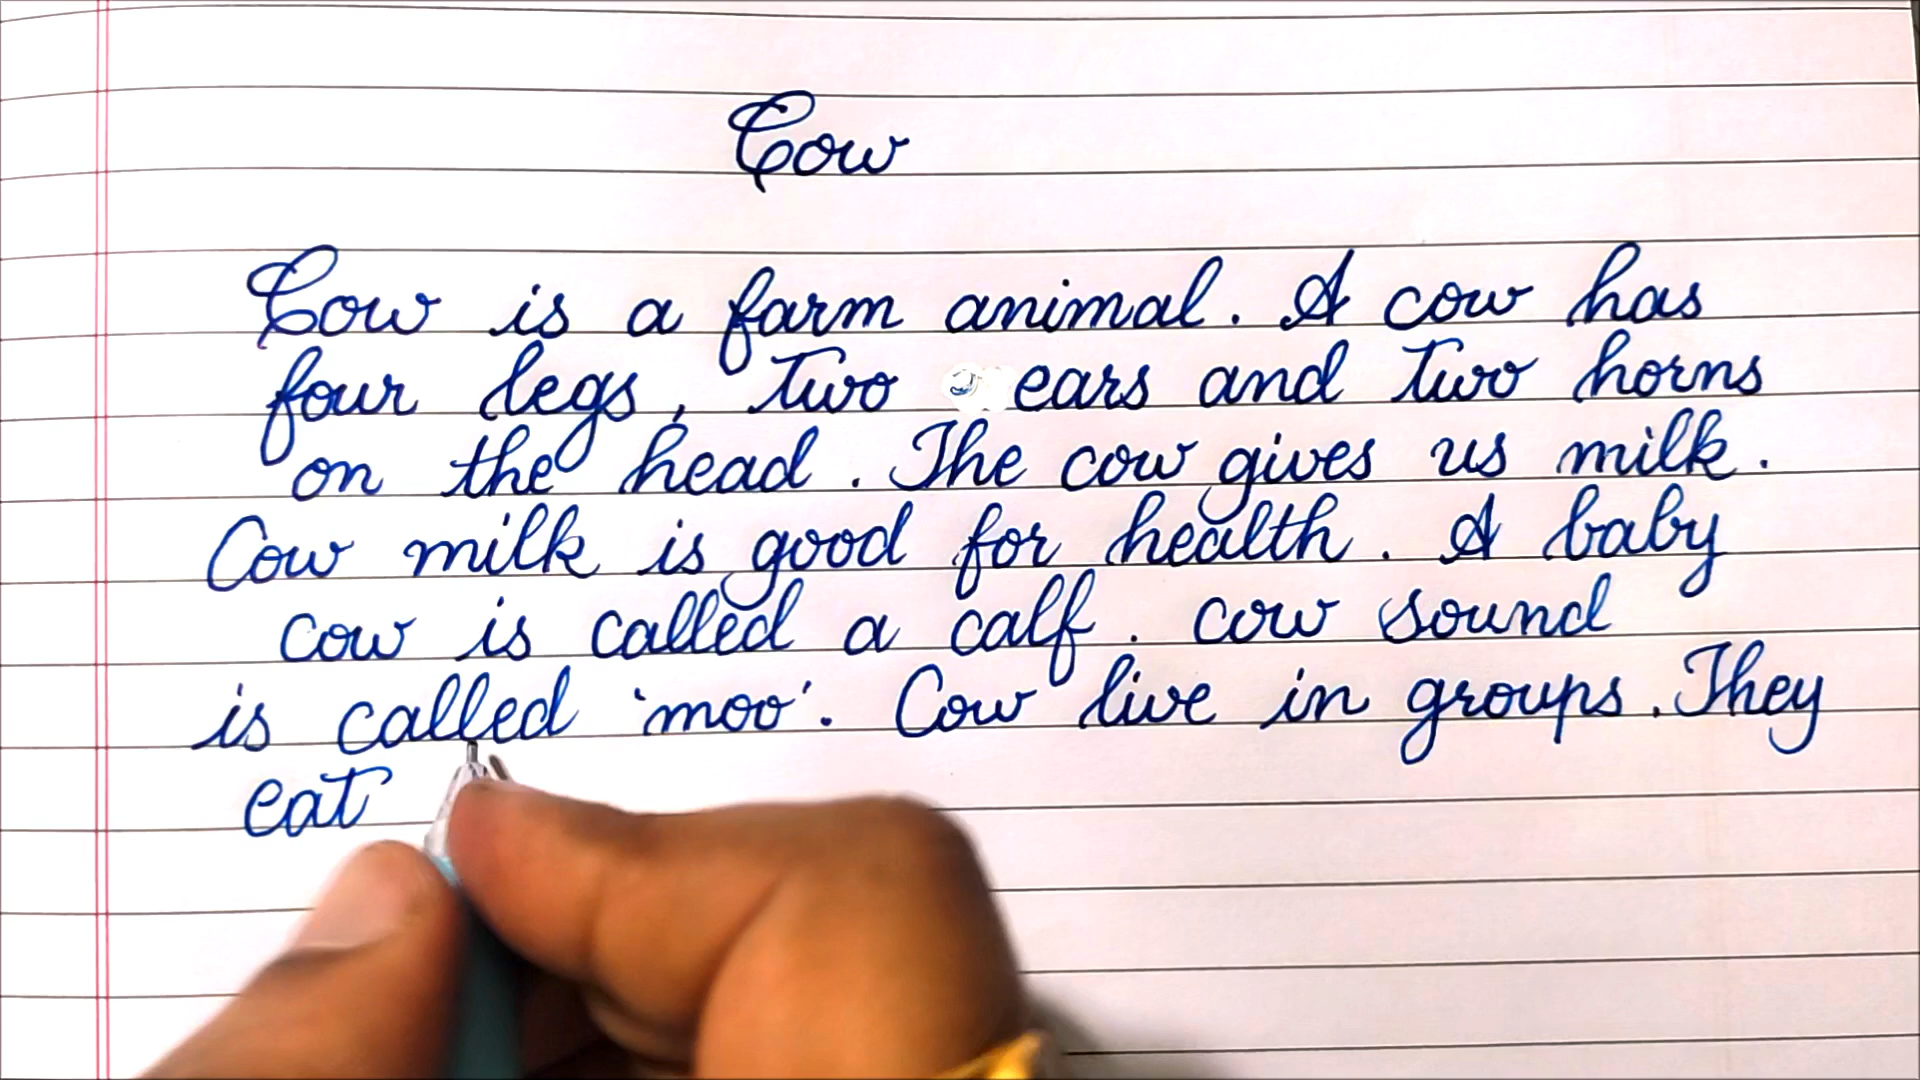 Cow
Cow is a farm animal. A cow has
four legs, two ears and two horns
on the head. The cow gives us milk.
Cow milk is good for health. A baby
cow is called a calf. cow sound
is called 'moo'. Cow live in groups. They
eat